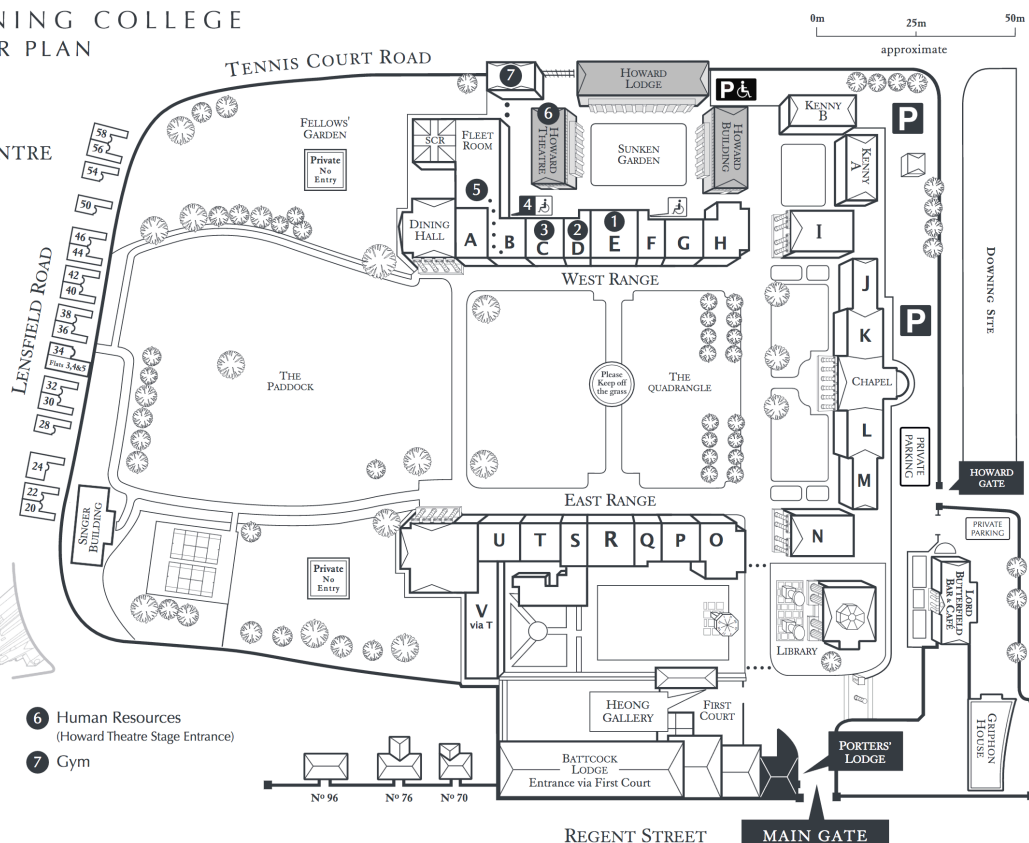 NING COLLEGE
R PLAN
0m
25m
50m
approximate
TENNIS COURT ROAD
7
HOWARD
LODGE
P
6
HOWARD
THEATRE
HOWARD
BUILDING
SUNKEN
GARDEN
KENNY
B
P
KENNY
A
FELLOWS'
GARDEN
Private
No
Entry
SCR
FLEET
ROOM
5
4
DINING
HALL
A
B
3
C
2
D
1
E
F
G
H
I
WEST RANGE
NTRE
58
56
54
50
46
44
42
40
38
36
34
Flats 3,4&5
32
30
28
24
22
20
LENSFIELD ROAD
SINGER
BUILDING
THE
PADDOCK
Please
Keep off
the grass
THE
QUADRANGLE
J
K
CHAPEL
L
M
N
P
PRIVATE
PARKING
DOWNING SITE
HOWARD
GATE
PRIVATE
PARKING
EAST RANGE
U
T
S
R
Q
P
O
V
via T
Private
No
Entry
LIBRARY
LORD
BUTTERFIELD
BAR & CAFÉ
HEONG
GALLERY
FIRST
COURT
GRIPHON
HOUSE
6 Human Resources
(Howard Theatre Stage Entrance)
7 Gym
BATTCOCK
LODGE
Entrance via First Court
PORTERS'
LODGE
Nº 96
Nº 76
Nº 70
REGENT STREET
MAIN GATE